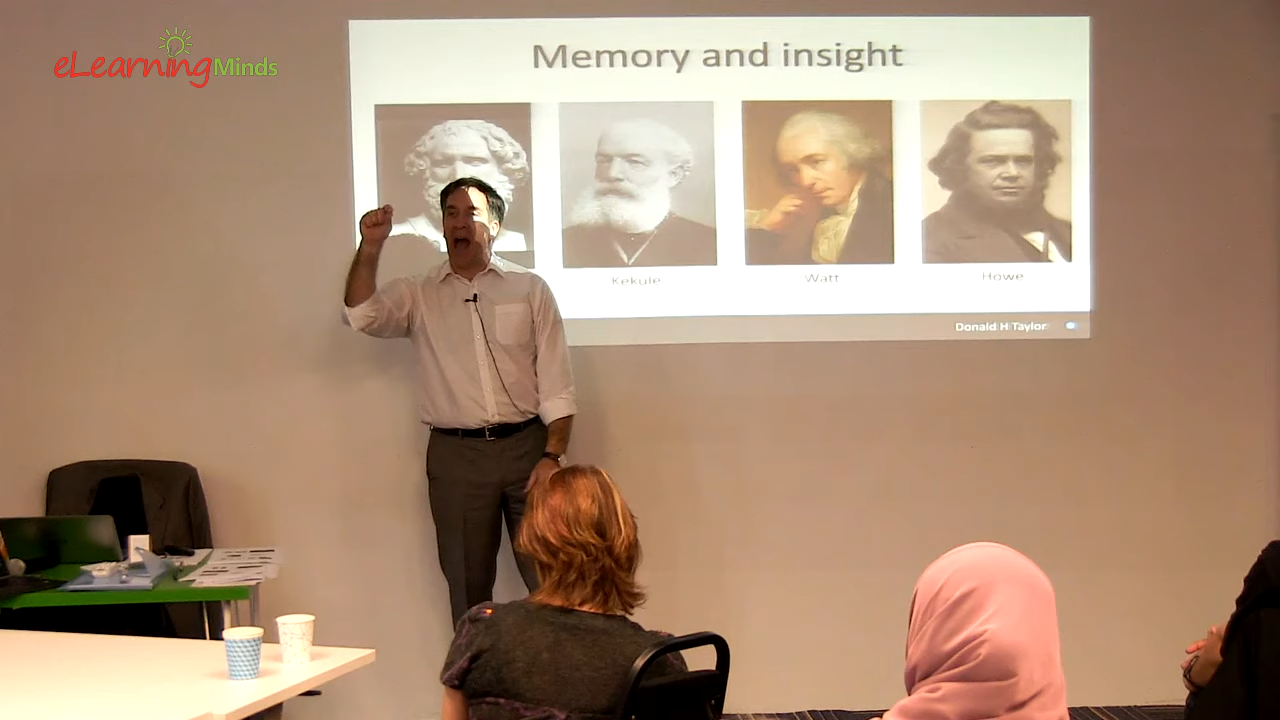 eLearningMinds
Memory and insight
Kekule
Watt
Howe
Donald H Taylor